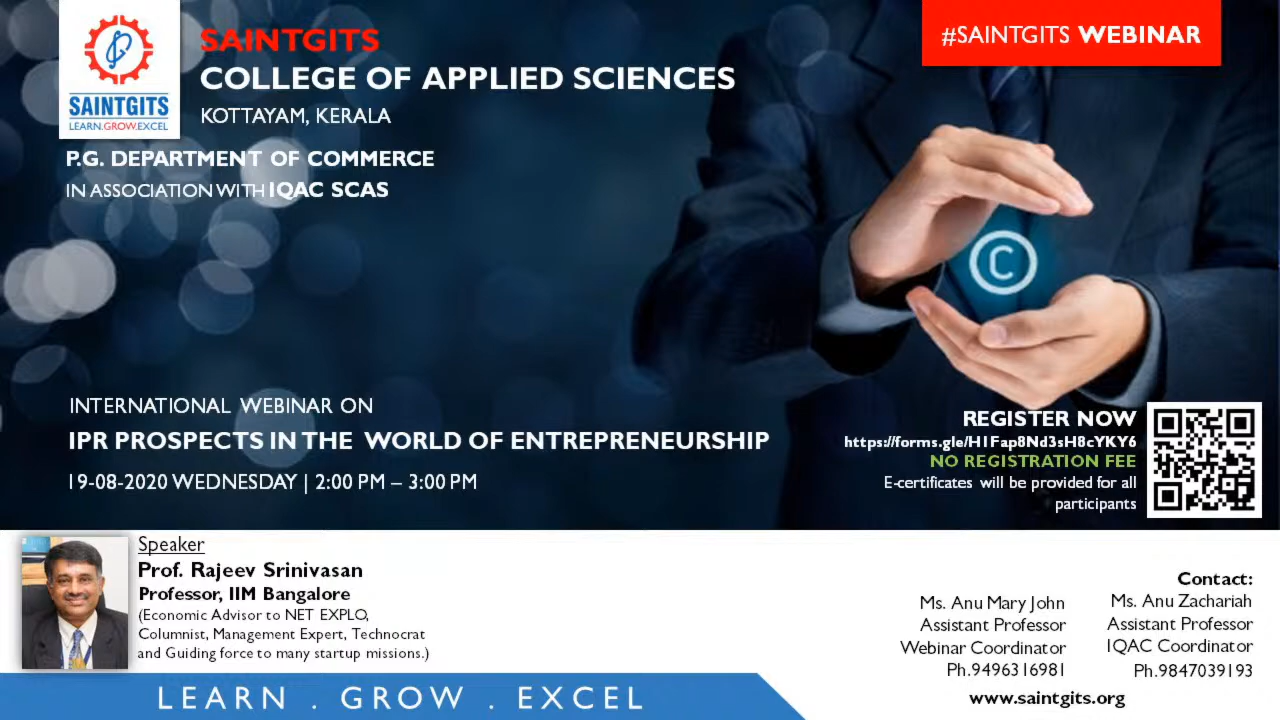 SAINTGITS
LEARN.GROW.EXCEL
SAINTGITS
COLLEGE OF APPLIED SCIENCES
KOTTAYAM, KERALA
#SAINTGITS WEBINAR
P.G. DEPARTMENT OF COMMERCE
IN ASSOCIATION WITH IQAC SCAS
©
INTERNATIONAL WEBINAR ON
IPR PROSPECTS IN THE WORLD OF ENTREPRENEURSHIP
19-08-2020 WEDNESDAY | 2:00 PM – 3:00 PM
REGISTER NOW
https://forms.gle/H1Fap8Nd3sH8cYKY6
NO REGISTRATION FEE
E-certificates will be provided for all
participants
Speaker
Prof. Rajeev Srinivasan
Professor, IIM Bangalore
(Economic Advisor to NET EXPLO,
Columnist, Management Expert, Technocrat
and Guiding force to many startup missions.)
Contact:
Ms. Anu Mary John
Assistant Professor
Webinar Coordinator
Ph.9496316981
Ms. Anu Zachariah
Assistant Professor
IQAC Coordinator
Ph.9847039193
www.saintgits.org
LEARN . GROW . EXCEL